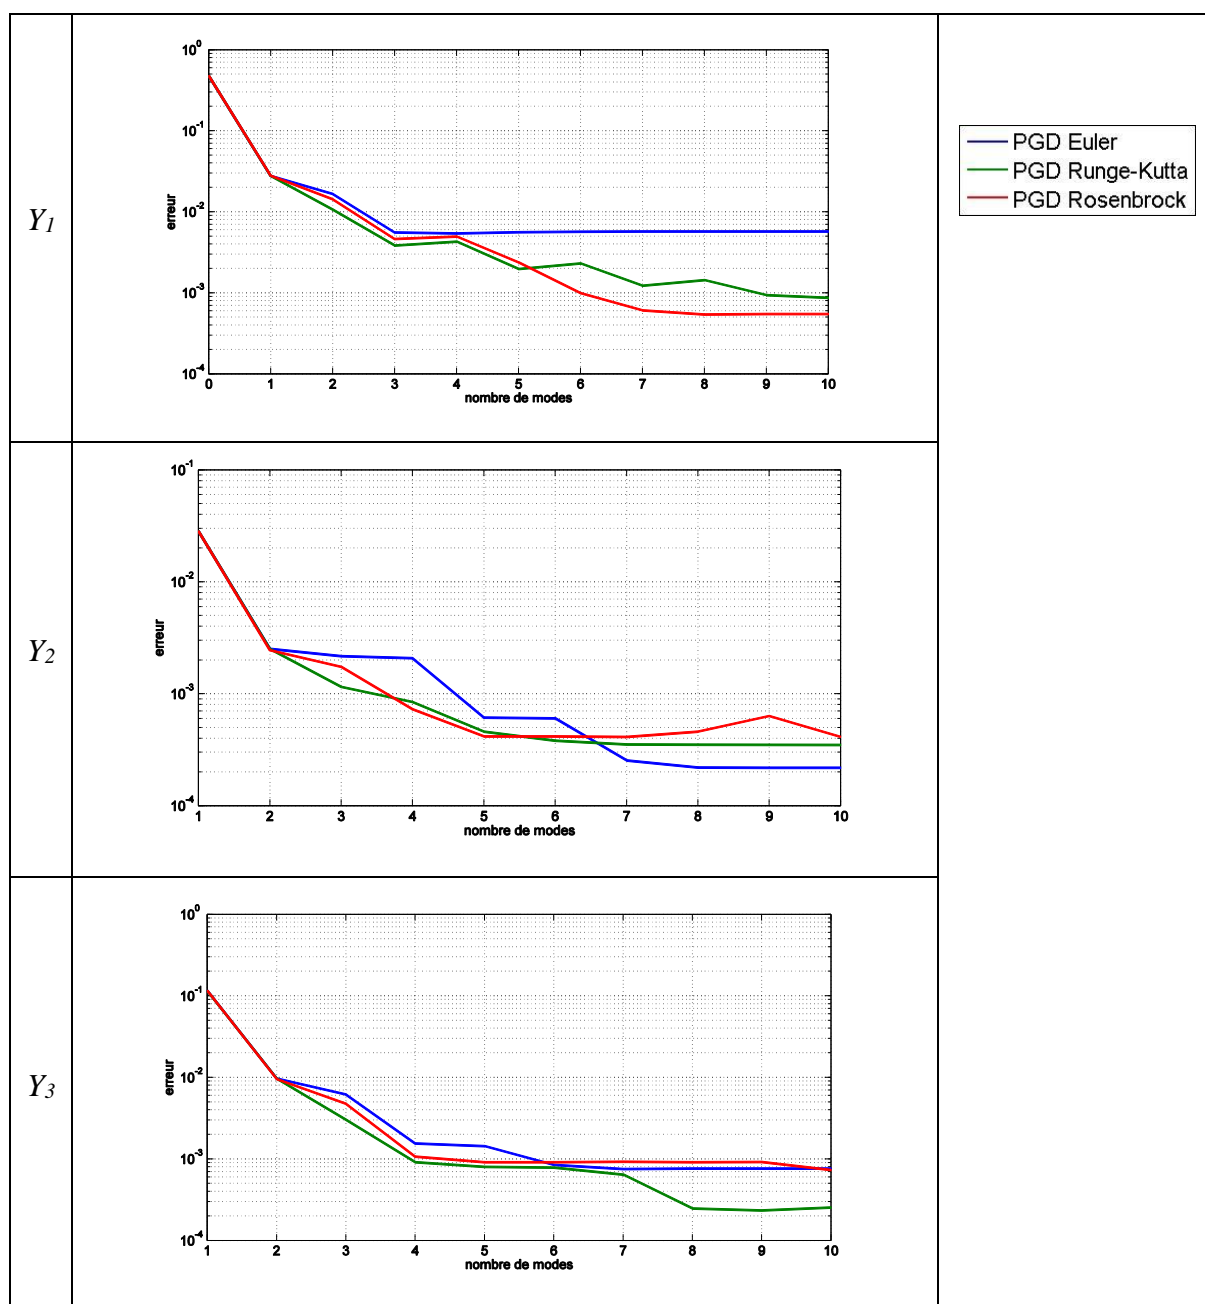 Y1
10^0
10^-1
10^-2
10^-3
10^-4
erreur
0 1 2 3 4 5 6 7 8 9 10
nombre de modes
PGD Euler
PGD Runge-Kutta
PGD Rosenbrock
Y2
10^-1
10^-2
10^-3
10^-4
erreur
1 2 3 4 5 6 7 8 9 10
nombre de modes
Y3
10^0
10^-1
10^-2
10^-3
10^-4
erreur
1 2 3 4 5 6 7 8 9 10
nombre de modes